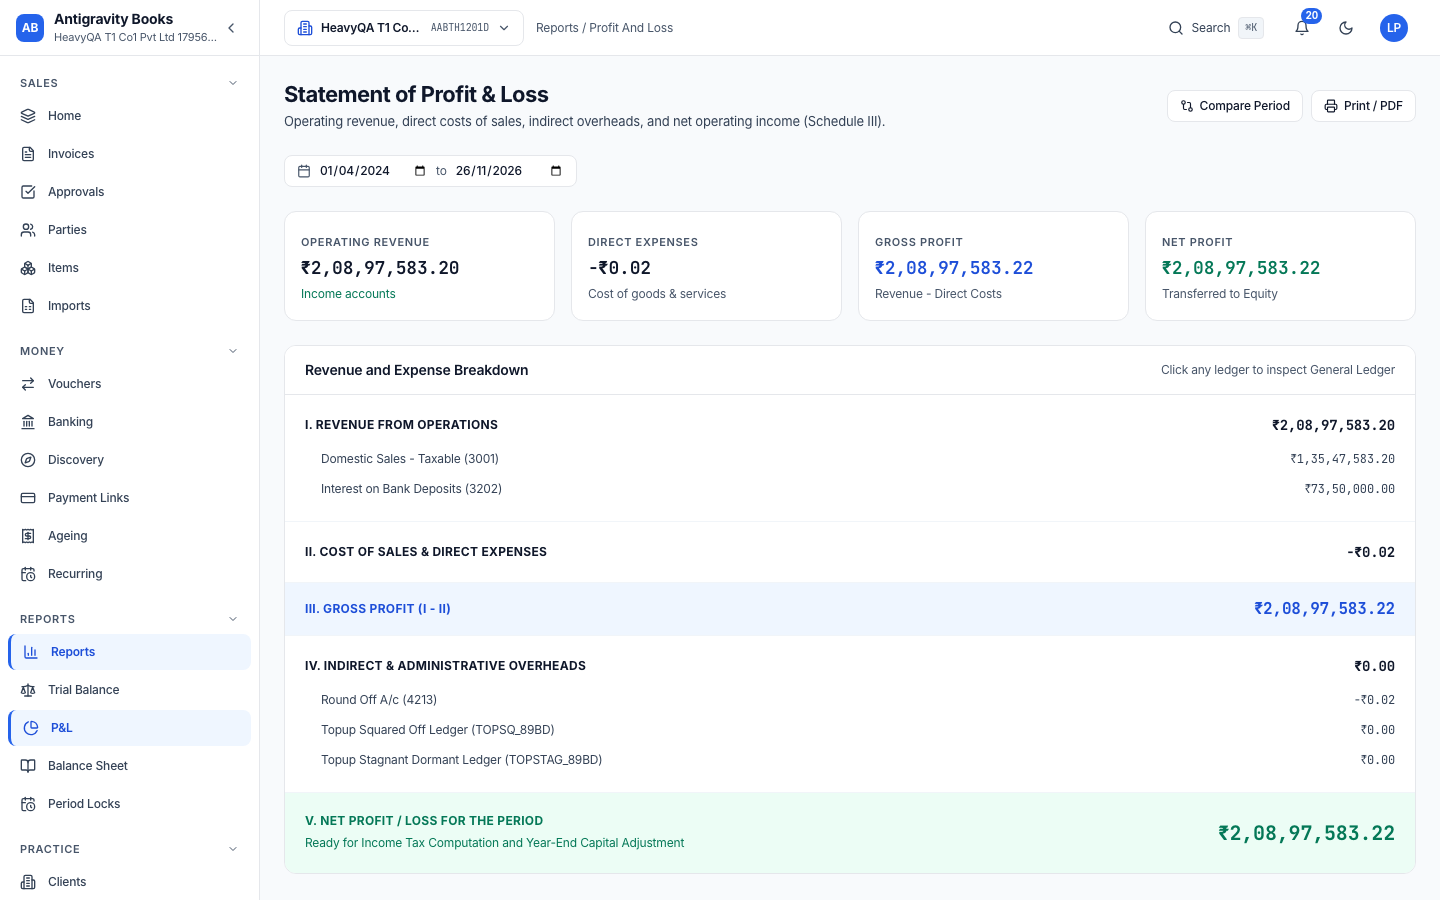 AB
Antigravity Books
HeavyQA T1 Co1 Pvt Ltd 17956...
HeavyQA T1 Co...
AABTH1201D
Reports / Profit And Loss
Search
⌘K
20
LP
SALES
Home
Invoices
Approvals
Parties
Items
Imports
MONEY
Vouchers
Banking
Discovery
Payment Links
Ageing
Recurring
REPORTS
Reports
Trial Balance
P&L
Balance Sheet
Period Locks
PRACTICE
Clients
Statement of Profit & Loss
Operating revenue, direct costs of sales, indirect overheads, and net operating income (Schedule III).
Compare Period
Print / PDF
01/04/2024 to 26/11/2026
OPERATING REVENUE
₹2,08,97,583.20
Income accounts
DIRECT EXPENSES
-₹0.02
Cost of goods & services
GROSS PROFIT
₹2,08,97,583.22
Revenue - Direct Costs
NET PROFIT
₹2,08,97,583.22
Transferred to Equity
Revenue and Expense Breakdown
Click any ledger to inspect General Ledger
I. REVENUE FROM OPERATIONS ₹2,08,97,583.20
Domestic Sales - Taxable (3001) ₹1,35,47,583.20
Interest on Bank Deposits (3202) ₹73,50,000.00
II. COST OF SALES & DIRECT EXPENSES -₹0.02
III. GROSS PROFIT (I - II) ₹2,08,97,583.22
IV. INDIRECT & ADMINISTRATIVE OVERHEADS ₹0.00
Round Off A/c (4213) -₹0.02
Topup Squared Off Ledger (TOPSQ_89BD) ₹0.00
Topup Stagnant Dormant Ledger (TOPSTAG_89BD) ₹0.00
V. NET PROFIT / LOSS FOR THE PERIOD
Ready for Income Tax Computation and Year-End Capital Adjustment
₹2,08,97,583.22